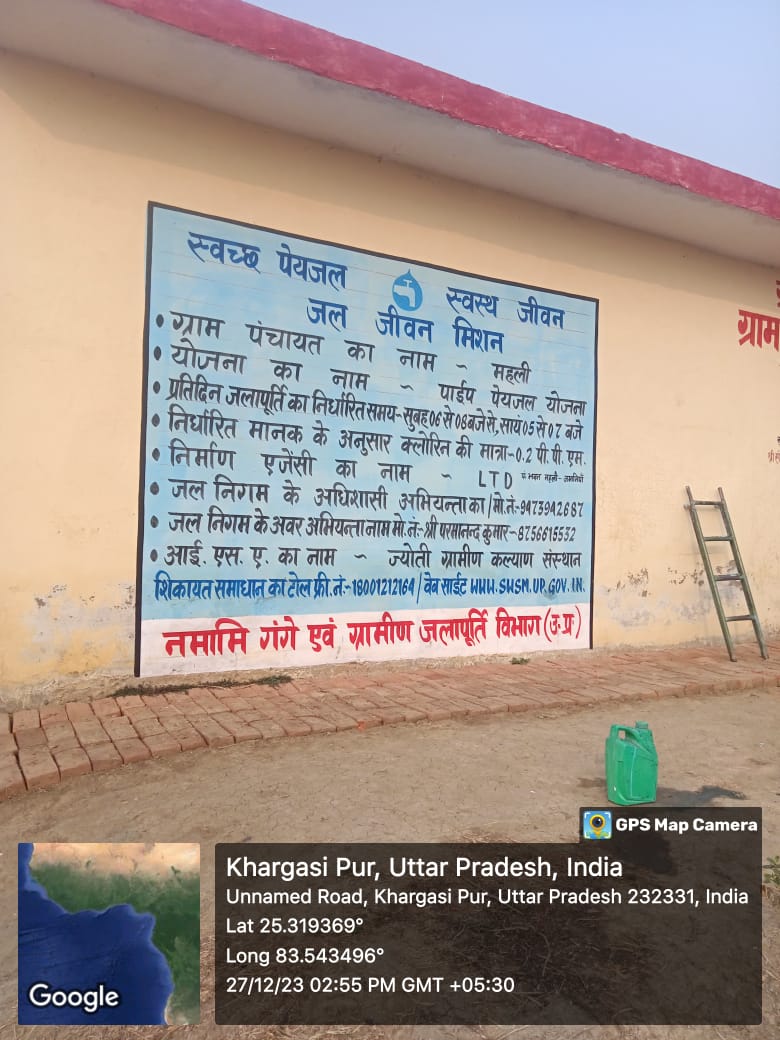 स्वच्छ पेयजल स्वस्थ जीवन
जल जीवन मिशन
• ग्राम पंचायत का नाम ~ महली
• योजना का नाम ~ पाईप पेयजल योजना
• प्रतिदिन जलापूर्ति का निर्धारित समय-सुबह 06 से 08 बजे से, सायं 05 से 07 बजे
• निर्धारित मानक के अनुसार क्लोरिन की मात्रा-0.2 पी. पी. एम.
• निर्माण एजेंसी का नाम ~ LTD
• जल निगम के अधिशासी अभियन्ता का /मो.नं:-9473942687
• जल निगम के अवर अभियन्ता नाम मो.नं:-श्री परमानन्द कुमार-8756615532
• आई. एस. ए. का नाम ~ ज्योती ग्रामीण कल्याण संस्थान
शिकायत समाधान का टोल फ्री.नं:-18001212164 / वेब साईट WWW.SWSM.UP.GOV.IN.
नमामि गंगे एवं ग्रामीण जलापूर्ति विभाग (उ॰प्र॰)
ग्राम
GPS Map Camera
Khargasi Pur, Uttar Pradesh, India
Unnamed Road, Khargasi Pur, Uttar Pradesh 232331, India
Lat 25.319369°
Long 83.543496°
27/12/23 02:55 PM GMT +05:30
Google